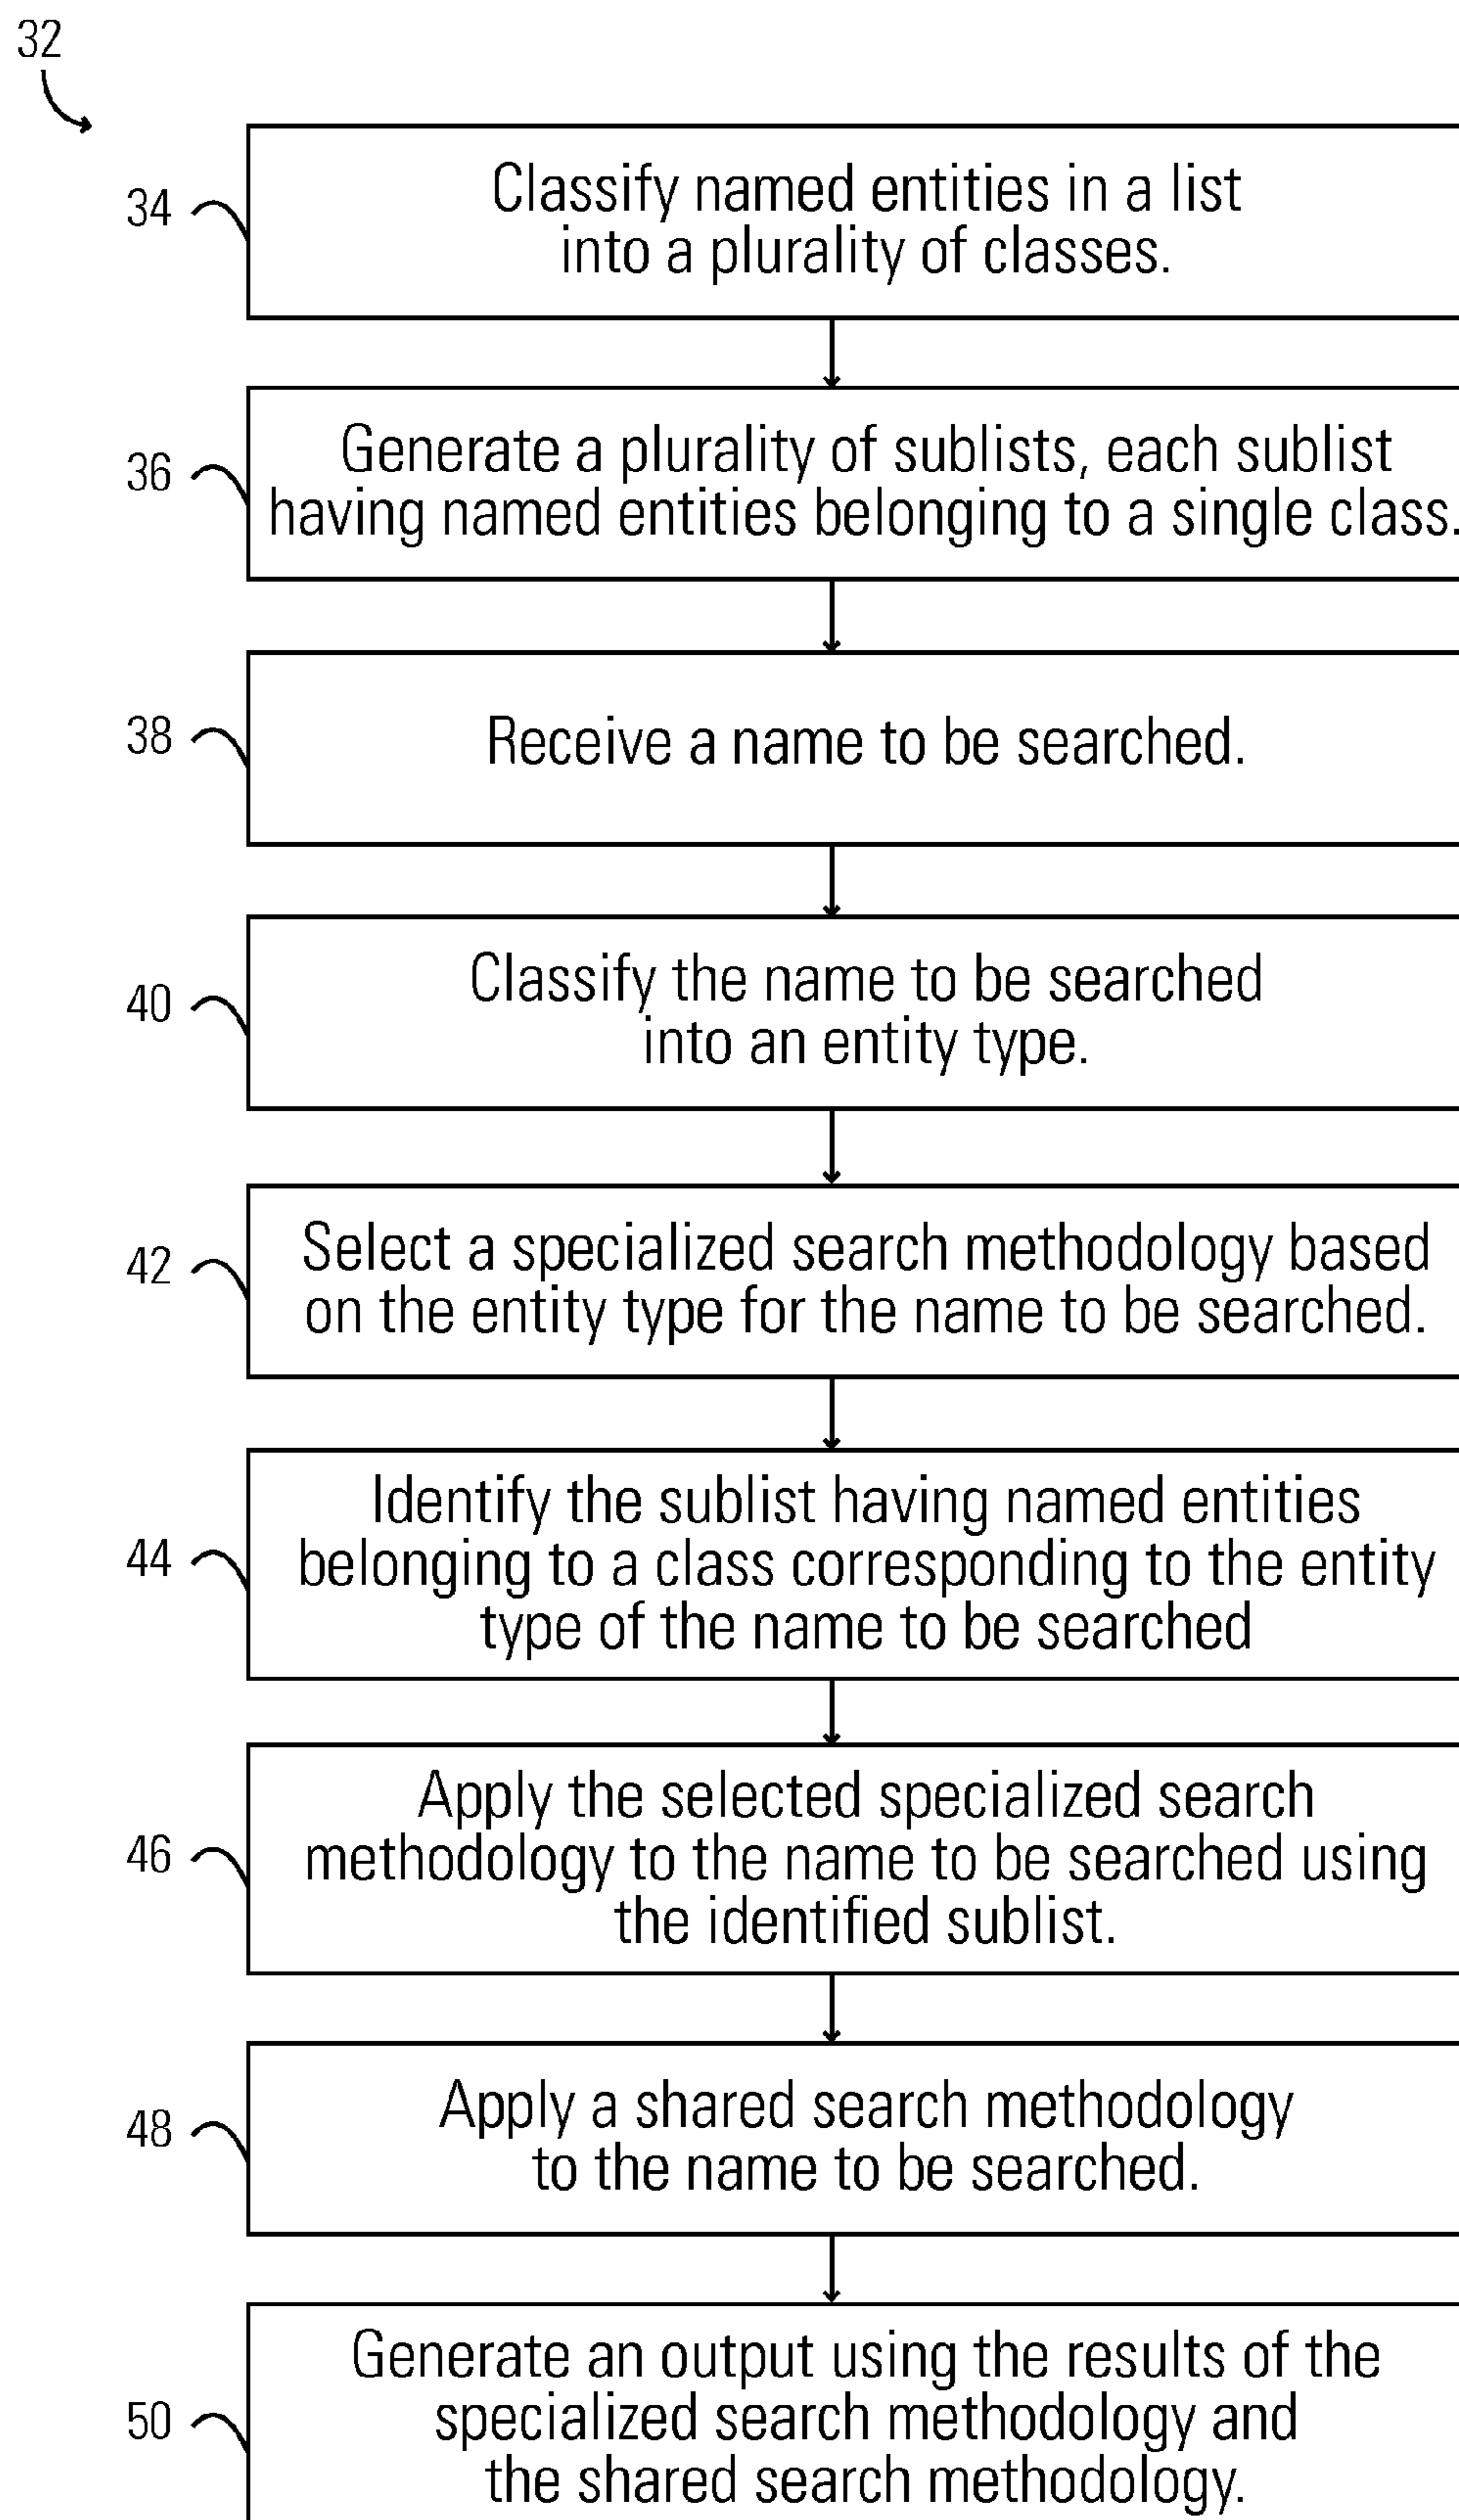 32
34
Classify named entities in a list
into a plurality of classes.
36
Generate a plurality of sublists, each sublist
having named entities belonging to a single class.
38
Receive a name to be searched.
40
Classify the name to be searched
into an entity type.
42
Select a specialized search methodology based
on the entity type for the name to be searched.
44
Identify the sublist having named entities
belonging to a class corresponding to the entity
type of the name to be searched
46
Apply the selected specialized search
methodology to the name to be searched using
the identified sublist.
48
Apply a shared search methodology
to the name to be searched.
50
Generate an output using the results of the
specialized search methodology and
the shared search methodology.